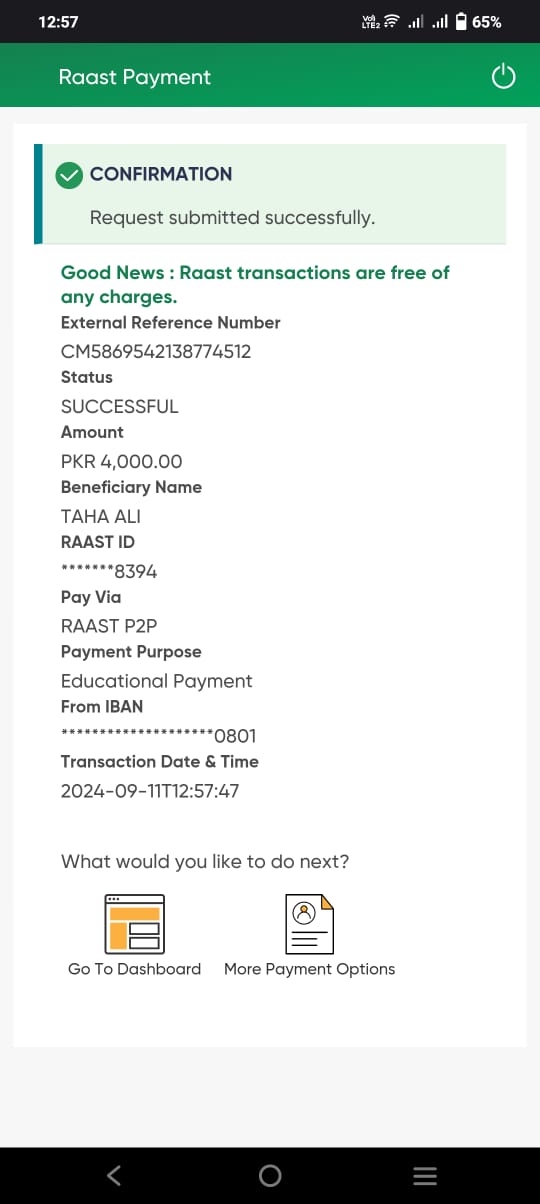 12:57
Vo)) LTE2 65%
Raast Payment
CONFIRMATION
Request submitted successfully.
Good News : Raast transactions are free of
any charges.
External Reference Number
CM5869542138774512
Status
SUCCESSFUL
Amount
PKR 4,000.00
Beneficiary Name
TAHA ALI
RAAST ID
*******8394
Pay Via
RAAST P2P
Payment Purpose
Educational Payment
From IBAN
********************0801
Transaction Date & Time
2024-09-11T12:57:47
What would you like to do next?
Go To Dashboard More Payment Options